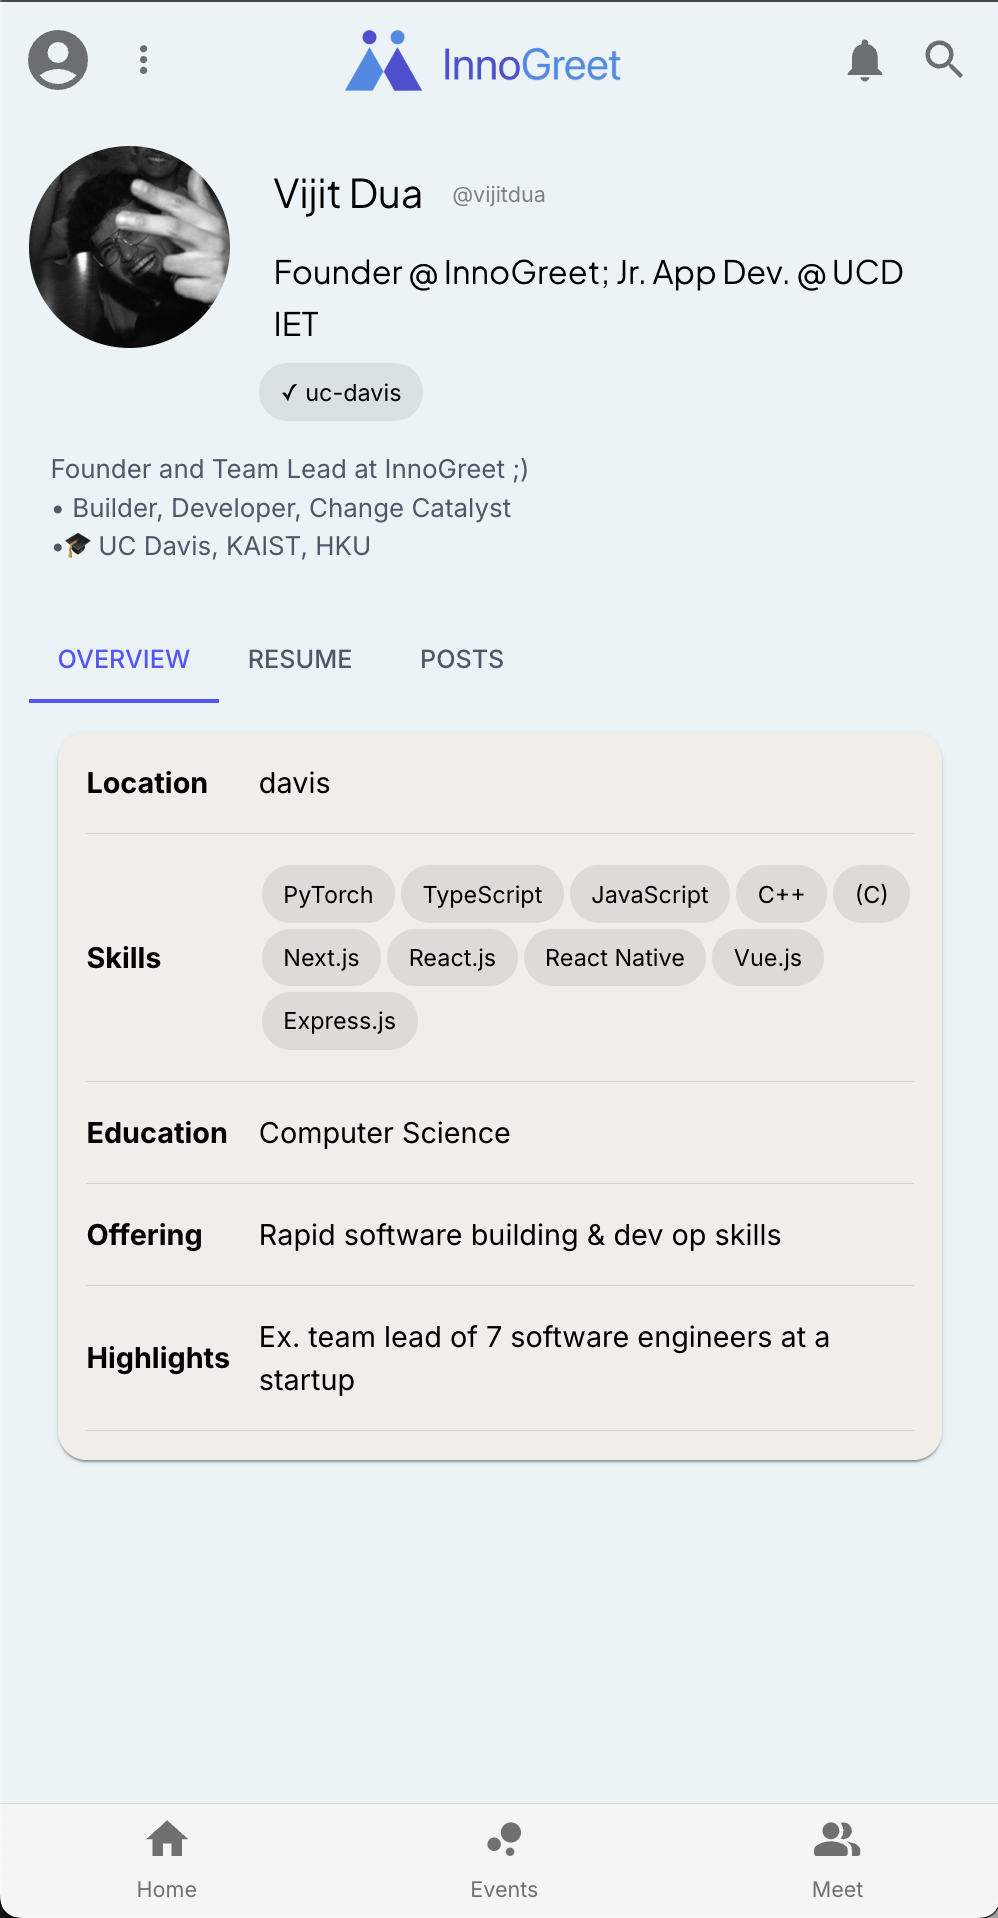 InnoGreet
Vijit Dua @vijitdua
Founder @ InnoGreet; Jr. App Dev. @ UCD
IET
✓ uc-davis
Founder and Team Lead at InnoGreet ;)
• Builder, Developer, Change Catalyst
•🎓 UC Davis, KAIST, HKU
OVERVIEW RESUME POSTS
Location davis
Skills
PyTorch TypeScript JavaScript C++ (C)
Next.js React.js React Native Vue.js
Express.js
Education Computer Science
Offering Rapid software building & dev op skills
Highlights
Ex. team lead of 7 software engineers at a
startup
Home Events Meet